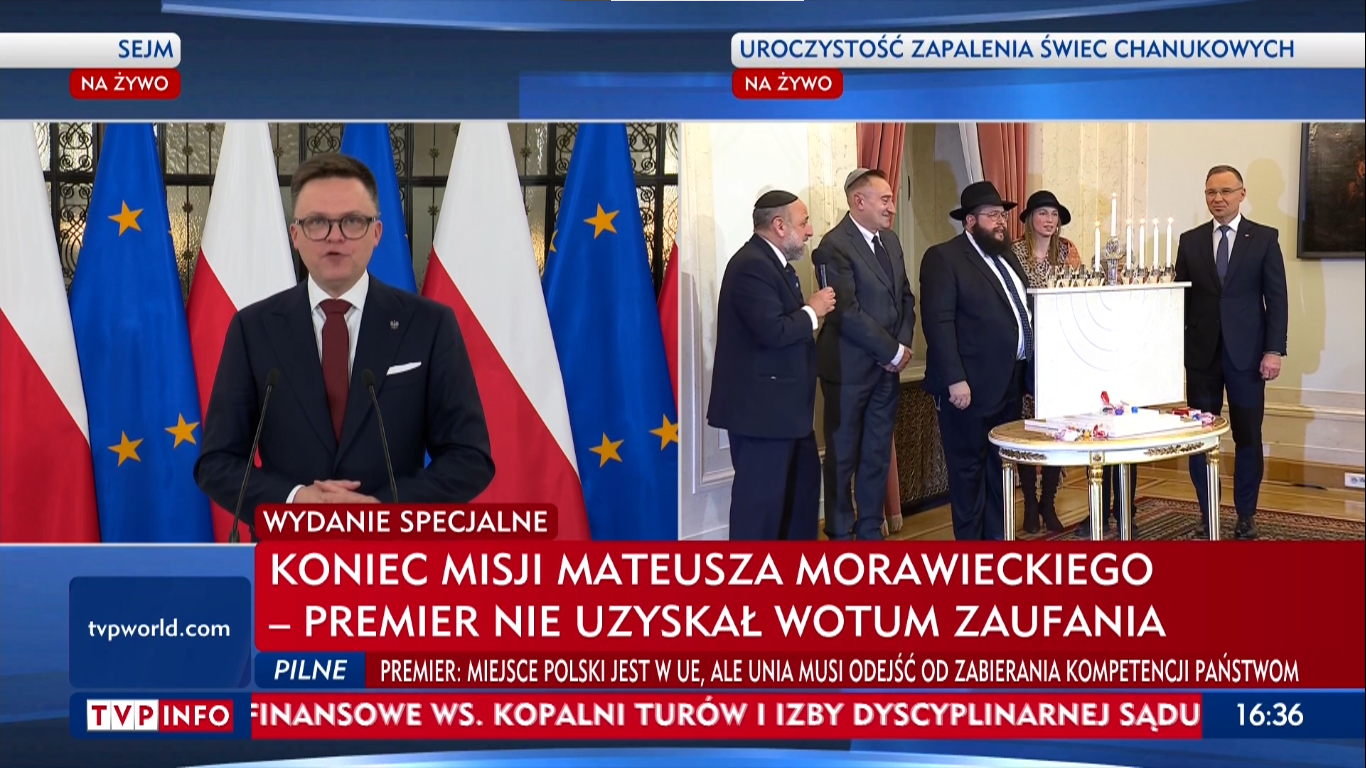 SEJM
NA ŻYWO
UROCZYSTOŚĆ ZAPALENIA ŚWIEC CHANUKOWYCH
NA ŻYWO
WYDANIE SPECJALNE
KONIEC MISJI MATEUSZA MORAWIECKIEGO
– PREMIER NIE UZYSKAŁ WOTUM ZAUFANIA
tvpworld.com
PILNE
PREMIER: MIEJSCE POLSKI JEST W UE, ALE UNIA MUSI ODEJŚĆ OD ZABIERANIA KOMPETENCJI PAŃSTWOM
TVP INFO
FINANSOWE WS. KOPALNI TURÓW I IZBY DYSCYPLINARNEJ SĄDU
16:36